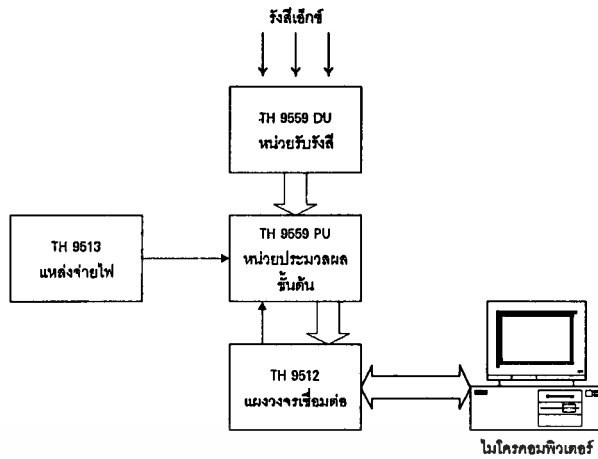 รังสีเอ็กซ์
TH 9559 DU
หน่วยรับรังสี
TH 9513
แหล่งจ่ายไฟ
TH 9559 PU
หน่วยประมวลผล
ขั้นต้น
TH 9512
แผงวงจรเชื่อมต่อ
ไมโครคอมพิวเตอร์